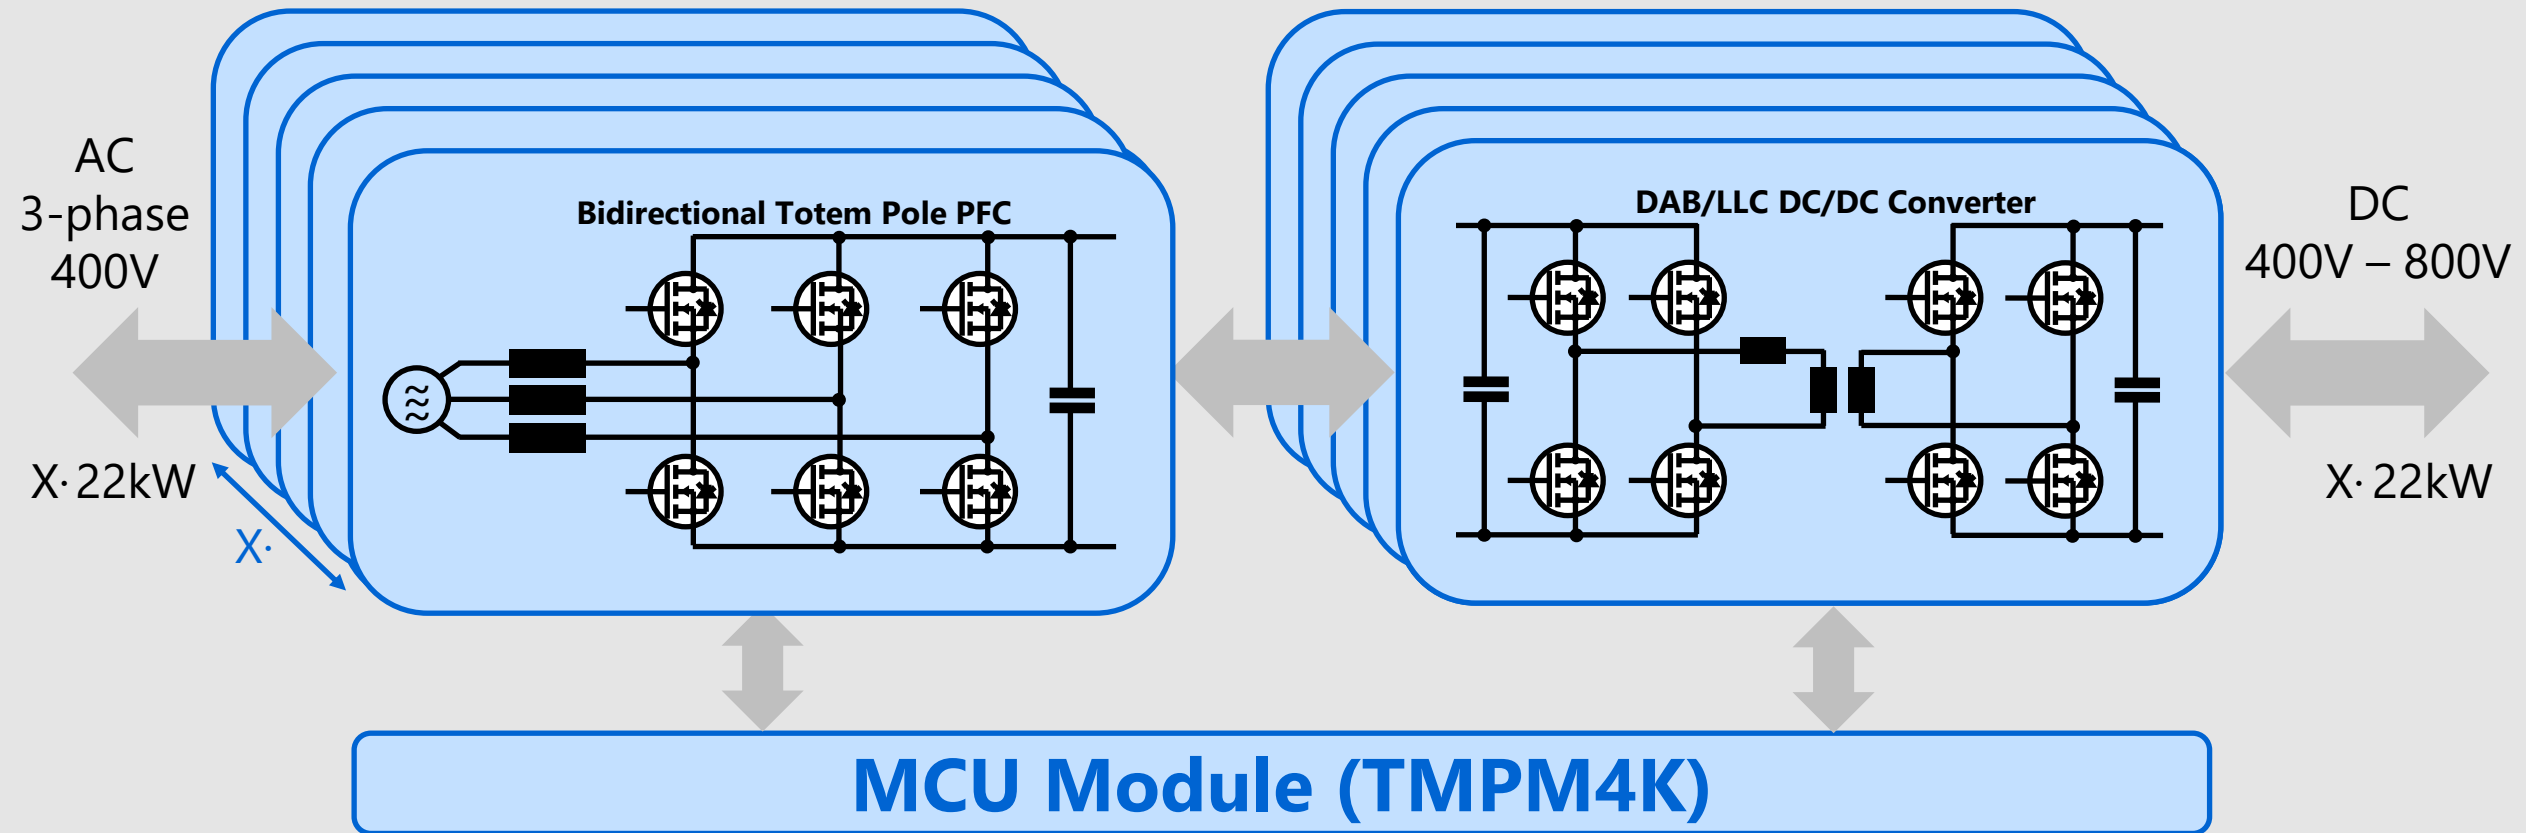 AC
3-phase
400V
X·22kW
X·
Bidirectional Totem Pole PFC
DAB/LLC DC/DC Converter
DC
400V – 800V
X·22kW
MCU Module (TMPM4K)